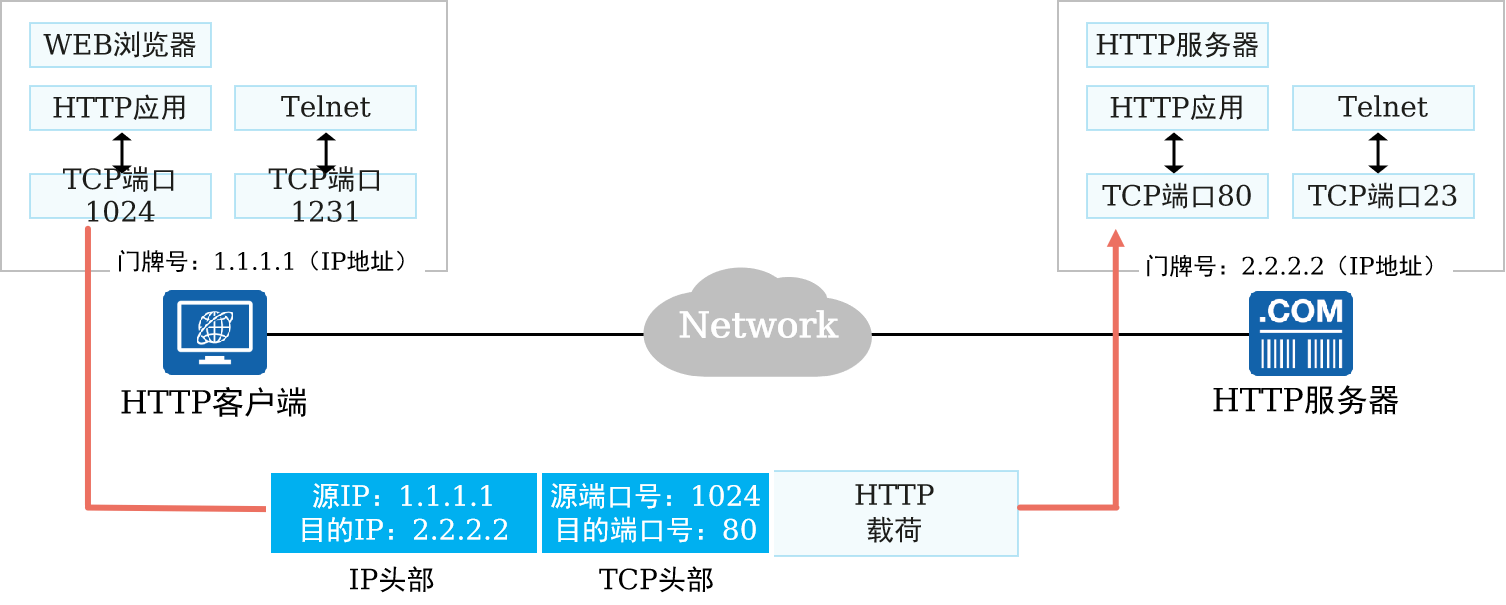 WEB浏览器
HTTP应用
Telnet
TCP端口
1024
TCP端口
1231
门牌号：1.1.1.1（IP地址）
HTTP客户端
Network
HTTP服务器
HTTP应用
Telnet
TCP端口80
TCP端口23
门牌号：2.2.2.2（IP地址）
.COM
HTTP服务器
源IP：1.1.1.1
目的IP：2.2.2.2
源端口号：1024
目的端口号：80
HTTP
载荷
IP头部
TCP头部